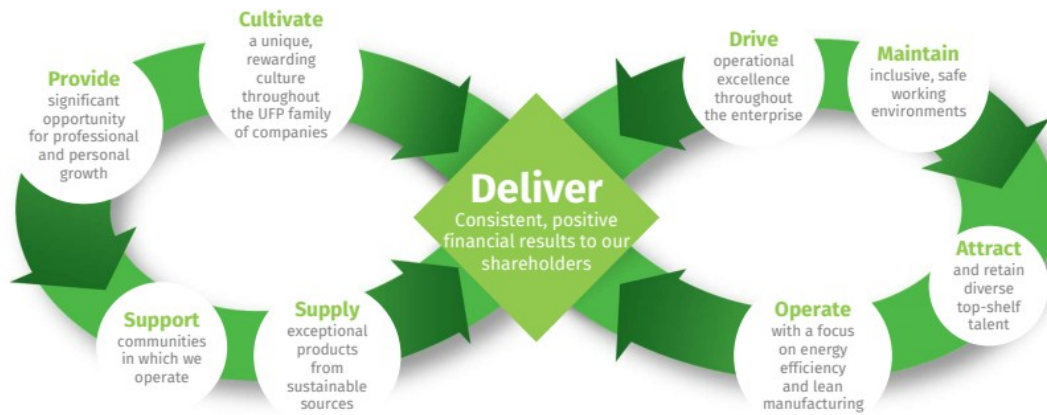 Cultivate
a unique,
rewarding
culture
throughout
the UFP family
of companies
Provide
significant
opportunity
for professional
and personal
growth
Support
communities
in which we
operate
Supply
exceptional
products
from
sustainable
sources
Deliver
Consistent, positive
financial results to our
shareholders
Drive
operational
excellence
throughout
the enterprise
Maintain
inclusive, safe
working
environments
Attract
and retain
diverse
top-shelf
talent
Operate
with a focus
on energy
efficiency
and lean
manufacturing